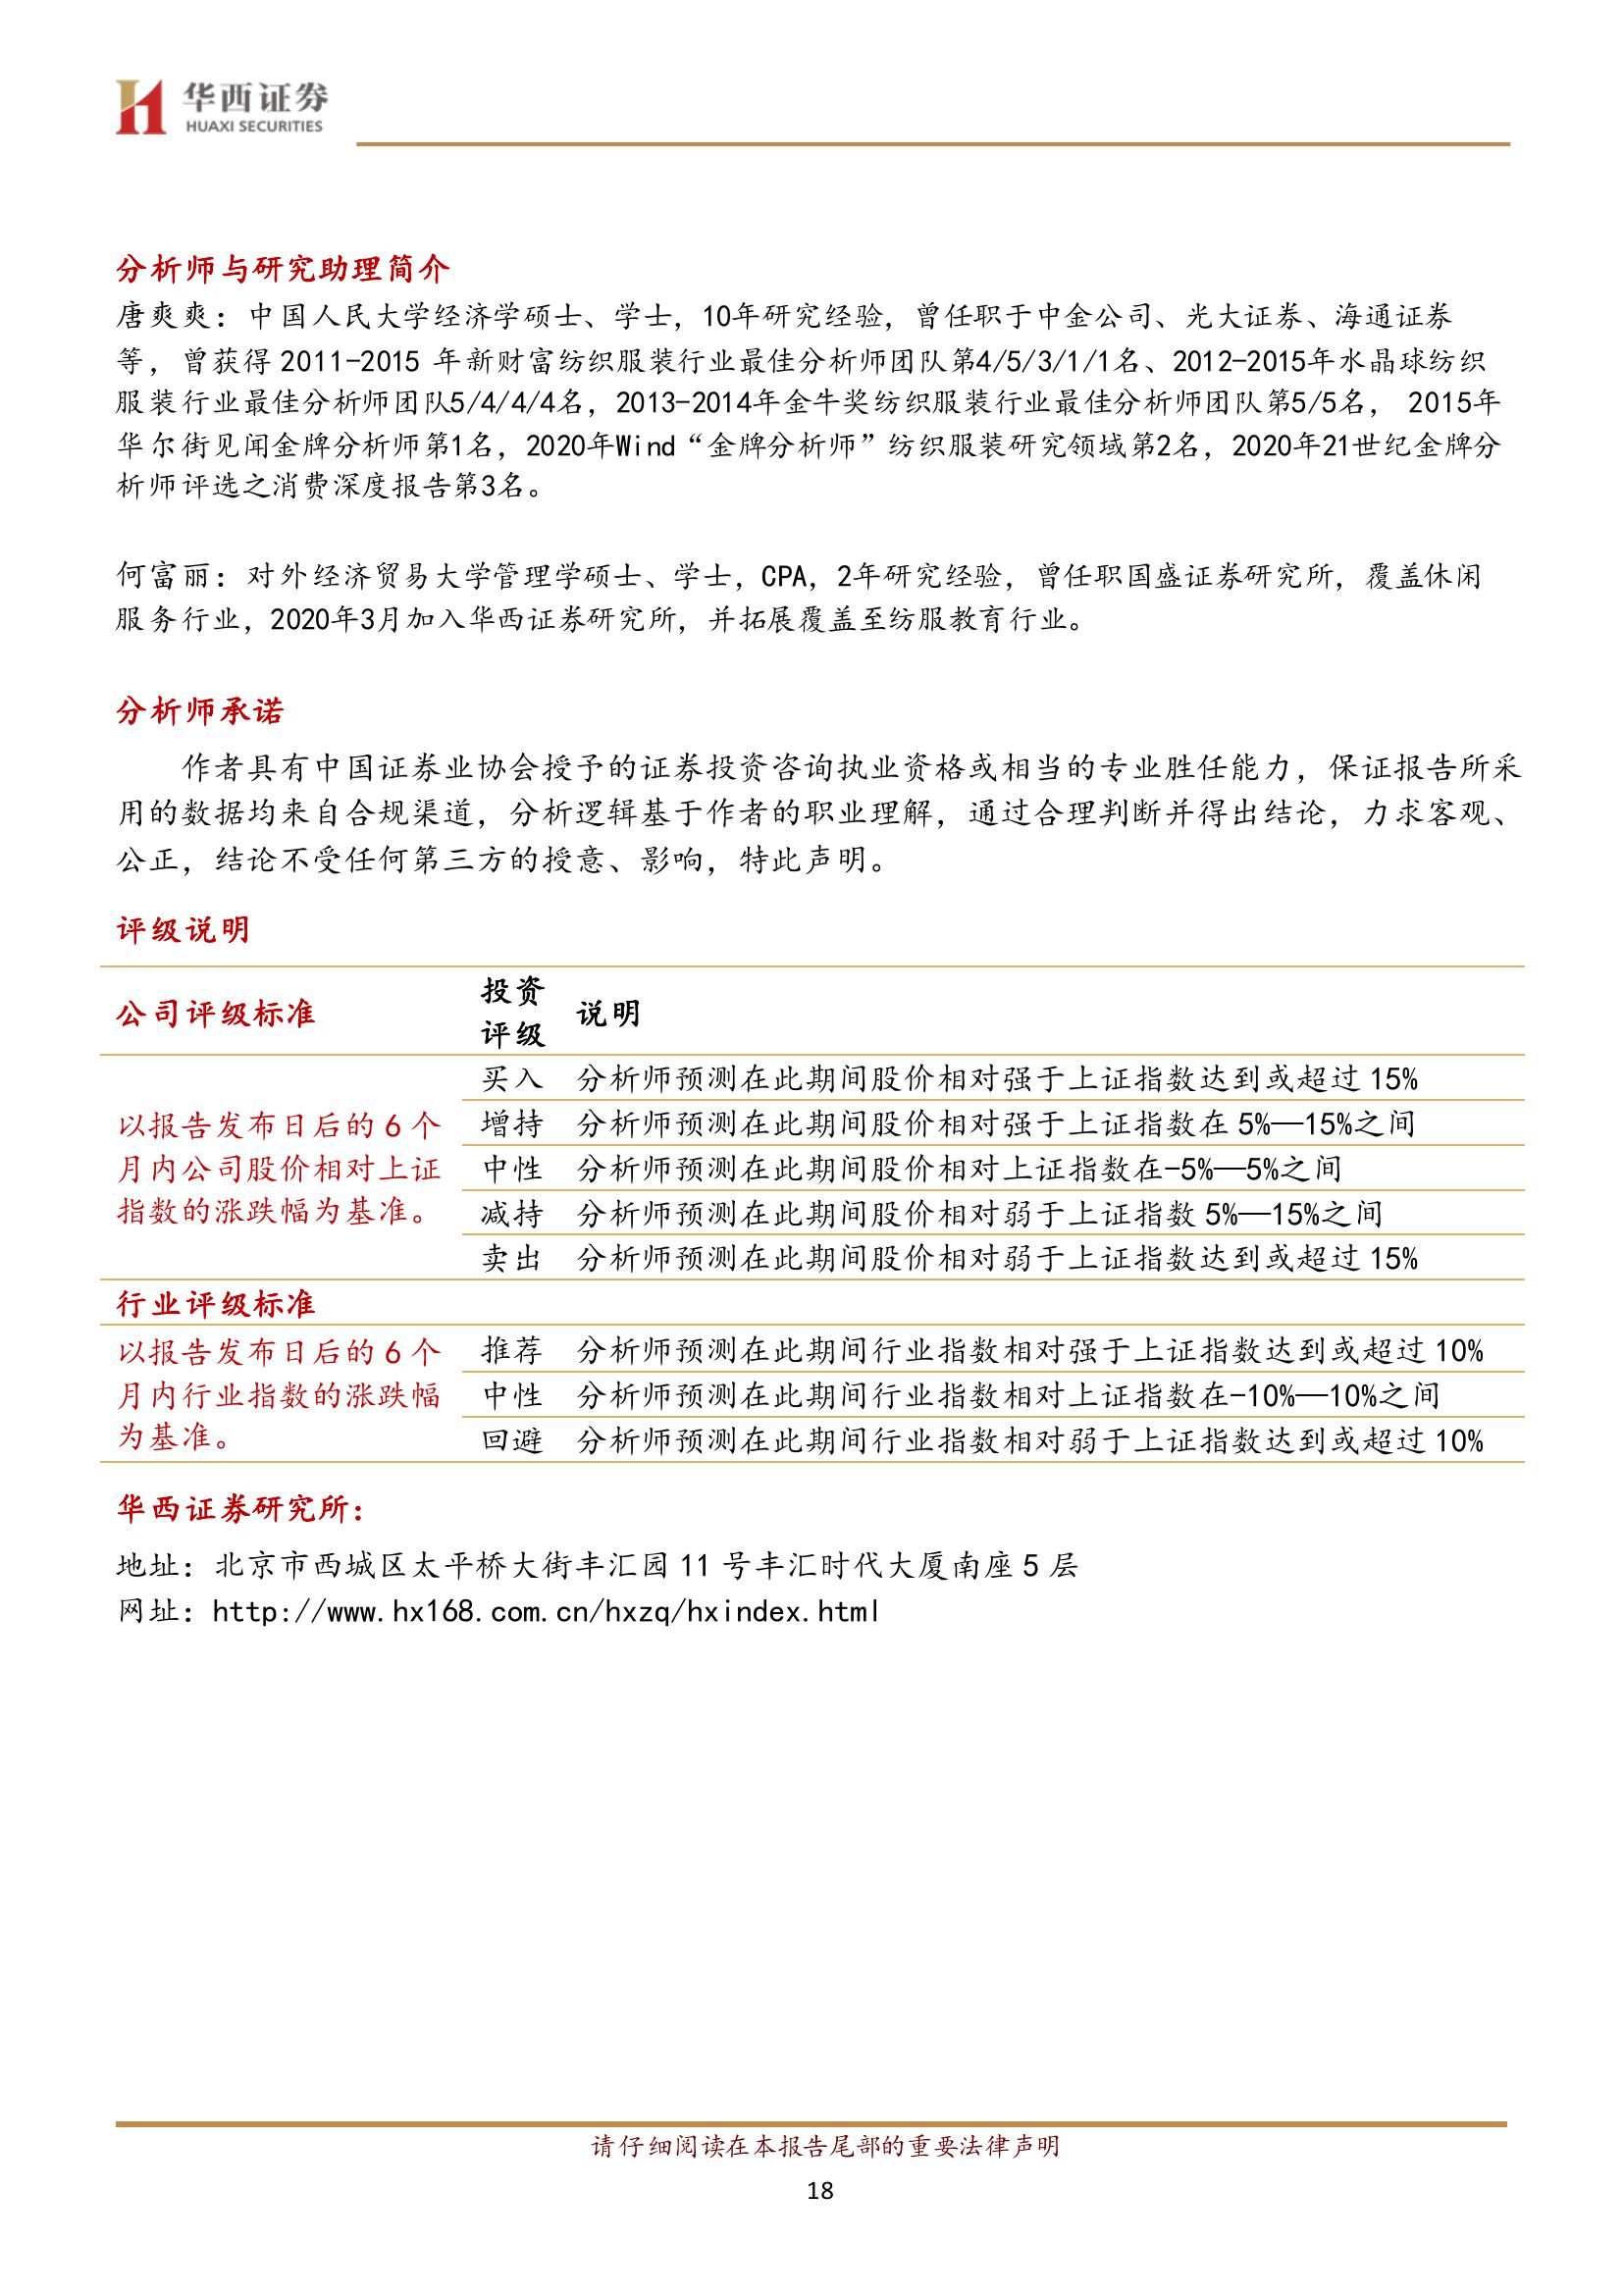 华西证券
HUAXI SECURITIES
分析师与研究助理简介
唐爽爽：中国人民大学经济学硕士、学士，10年研究经验，曾任职于中金公司、光大证券、海通证券
等，曾获得 2011-2015 年新财富纺织服装行业最佳分析师团队第4/5/3/1/1名、2012-2015年水晶球纺织
服装行业最佳分析师团队5/4/4/4名，2013-2014年金牛奖纺织服装行业最佳分析师团队第5/5名， 2015年
华尔街见闻金牌分析师第1名，2020年Wind“金牌分析师”纺织服装研究领域第2名，2020年21世纪金牌分
析师评选之消费深度报告第3名。
何富丽：对外经济贸易大学管理学硕士、学士，CPA，2年研究经验，曾任职国盛证券研究所，覆盖休闲
服务行业，2020年3月加入华西证券研究所，并拓展覆盖至纺服教育行业。
分析师承诺
作者具有中国证券业协会授予的证券投资咨询执业资格或相当的专业胜任能力，保证报告所采
用的数据均来自合规渠道，分析逻辑基于作者的职业理解，通过合理判断并得出结论，力求客观、
公正，结论不受任何第三方的授意、影响，特此声明。
评级说明
公司评级标准
投资
评级
说明
以报告发布日后的 6 个
月内公司股价相对上证
指数的涨跌幅为基准。
买入 分析师预测在此期间股价相对强于上证指数达到或超过 15%
增持 分析师预测在此期间股价相对强于上证指数在 5%—15%之间
中性 分析师预测在此期间股价相对上证指数在-5%—5%之间
减持 分析师预测在此期间股价相对弱于上证指数 5%—15%之间
卖出 分析师预测在此期间股价相对弱于上证指数达到或超过 15%
行业评级标准
以报告发布日后的 6 个
月内行业指数的涨跌幅
为基准。
推荐 分析师预测在此期间行业指数相对强于上证指数达到或超过 10%
中性 分析师预测在此期间行业指数相对上证指数在-10%—10%之间
回避 分析师预测在此期间行业指数相对弱于上证指数达到或超过 10%
华西证券研究所：
地址：北京市西城区太平桥大街丰汇园 11 号丰汇时代大厦南座 5 层
网址：http://www.hx168.com.cn/hxzq/hxindex.html
请仔细阅读在本报告尾部的重要法律声明
18